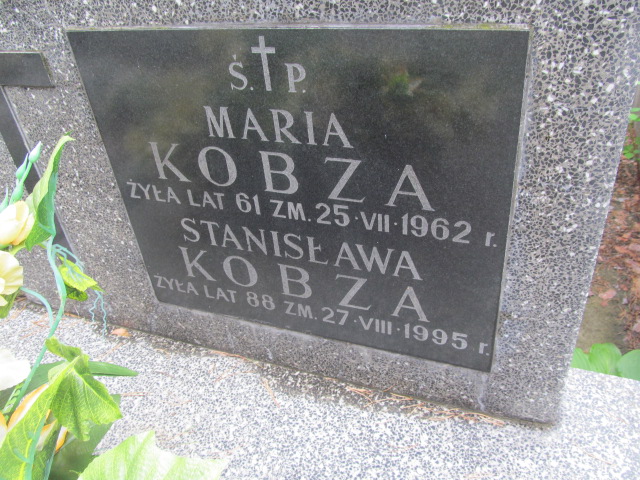 Ś.P.
MARIA
KOBZA
ŻYŁA LAT 61 ZM. 25·VII·1962 r.
STANISŁAWA
KOBZA
ŻYŁA LAT 88 ZM. 27·VIII·1995 r.